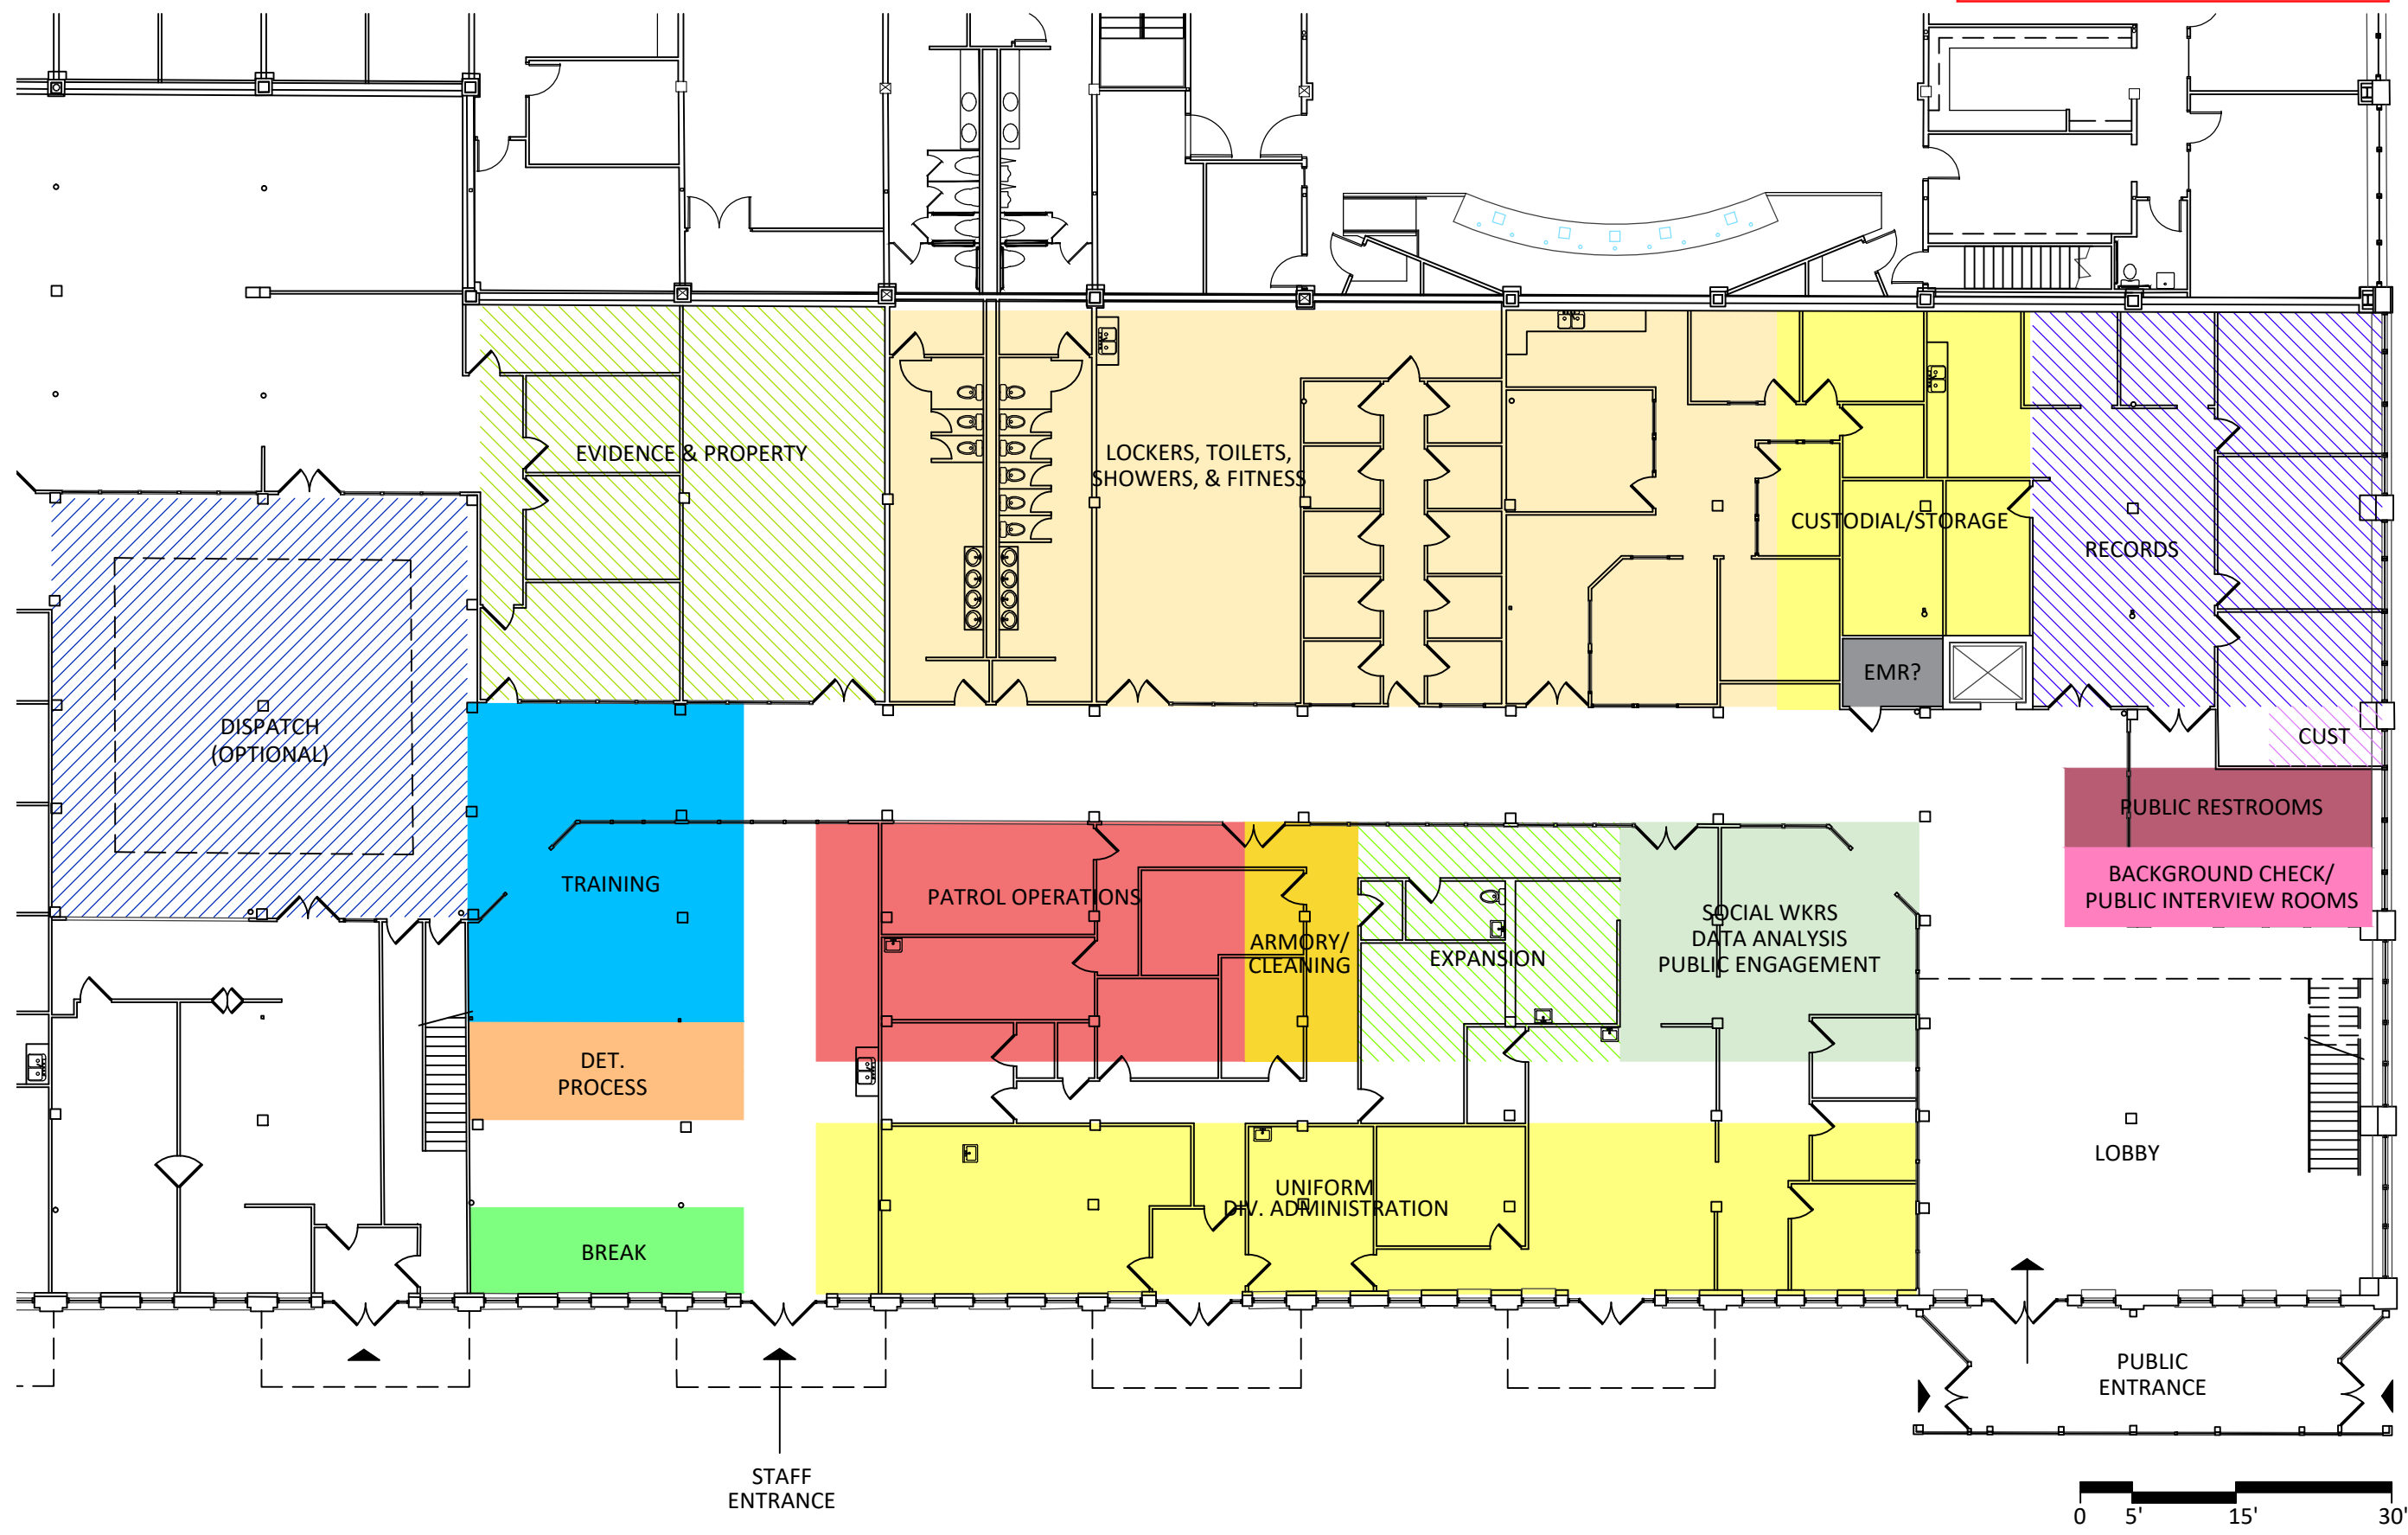 EVIDENCE & PROPERTY
LOCKERS, TOILETS,
SHOWERS, & FITNESS
CUSTODIAL/STORAGE
RECORDS
EMR?
DISPATCH
(OPTIONAL)
CUST
PUBLIC RESTROOMS
TRAINING
PATROL OPERATIONS
ARMORY/
CLEANING
EXPANSION
SOCIAL WKRS
DATA ANALYSIS
PUBLIC ENGAGEMENT
BACKGROUND CHECK/
PUBLIC INTERVIEW ROOMS
DET.
PROCESS
LOBBY
UNIFORM
DIV. ADMINISTRATION
BREAK
PUBLIC
ENTRANCE
STAFF
ENTRANCE
0 5' 15' 30'